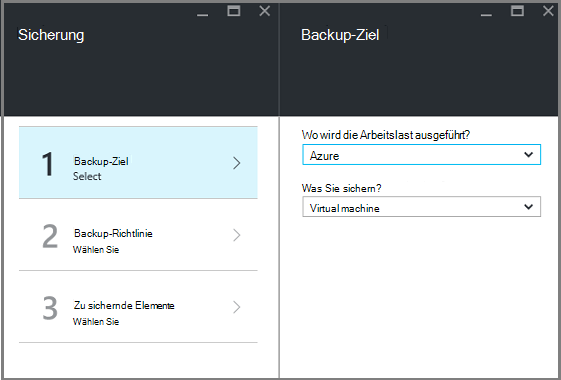 Sicherung
Backup-Ziel
1
Backup-Ziel
Select
2
Backup-Richtlinie
Wählen Sie
3
Zu sichernde Elemente
Wählen Sie
Wo wird die Arbeitslast ausgeführt?
Azure
Was Sie sichern?
Virtual machine